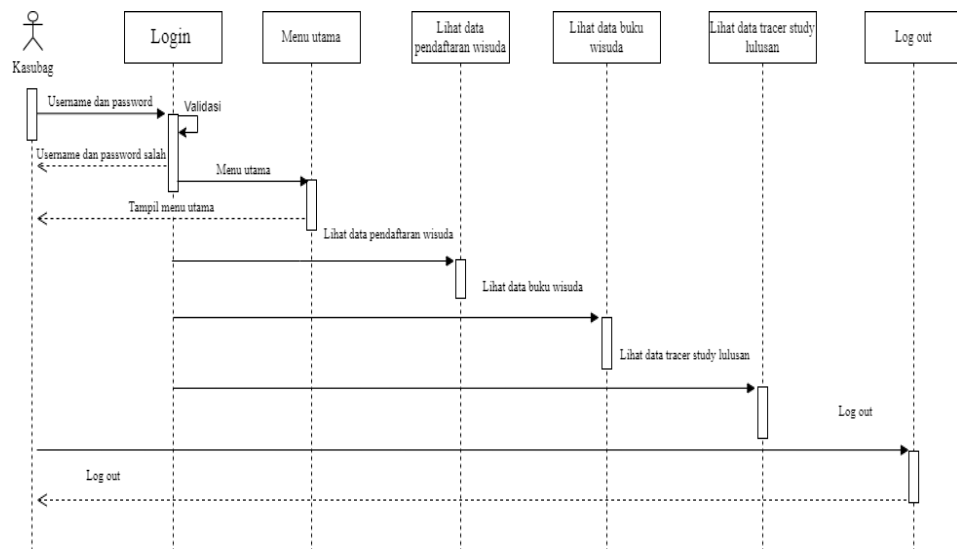 Kasubag
Login
Menu utama
Lihat data
pendaftaran wisuda
Lihat data buku
wisuda
Lihat data tracer study
lulusan
Log out
Username dan password
Validasi
Username dan password salah
Menu utama
Tampil menu utama
Lihat data pendaftaran wisuda
Lihat data buku wisuda
Lihat data tracer study lulusan
Log out
Log out